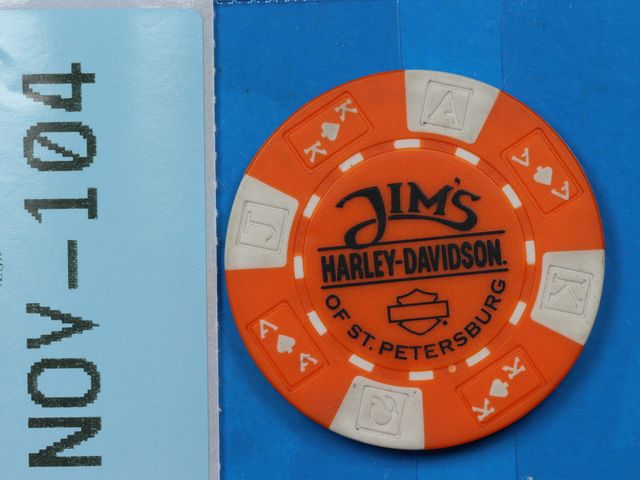 NOV-104
JIM'S
HARLEY-DAVIDSON.
OF ST. PETERSBURG
A
A A
K
K K
Q
A A
J
K K